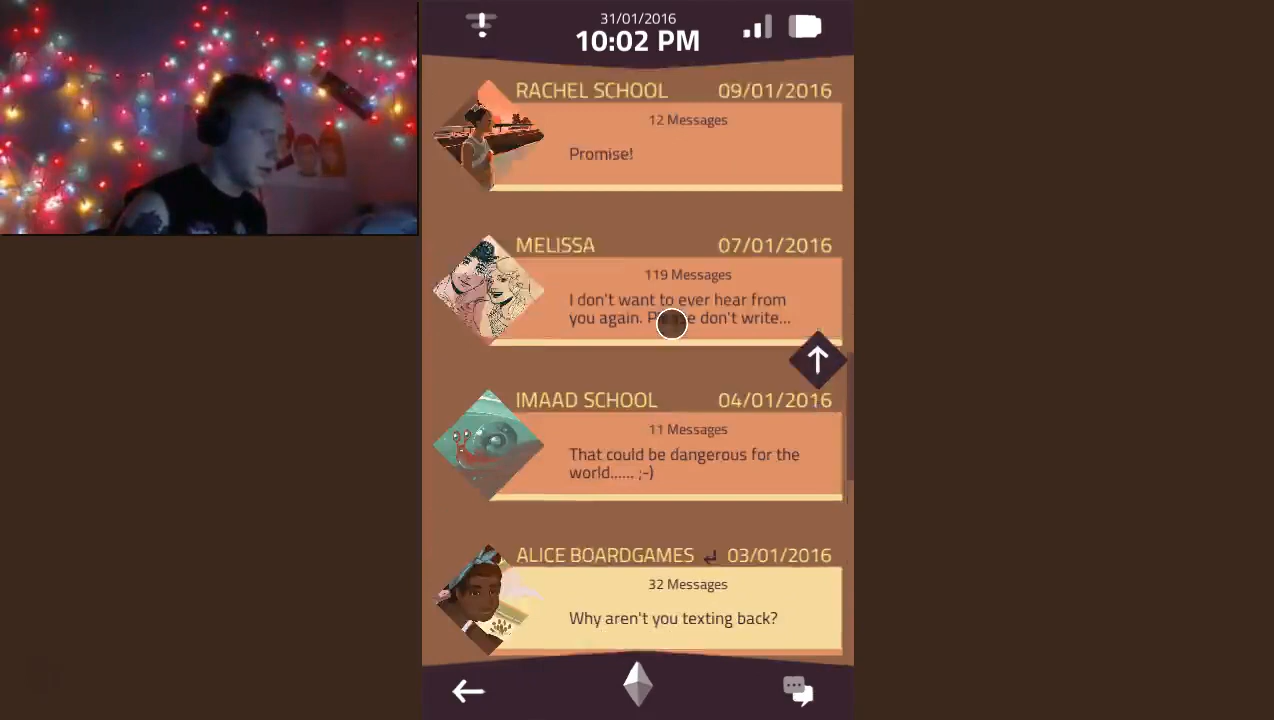 31/01/2016
10:02 PM
RACHEL SCHOOL 09/01/2016
12 Messages
Promise!
MELISSA 07/01/2016
119 Messages
I don't want to ever hear from
you again. Please don't write...
IMAAD SCHOOL 04/01/2016
11 Messages
That could be dangerous for the
world...... ;-)
ALICE BOARDGAMES 03/01/2016
32 Messages
Why aren't you texting back?